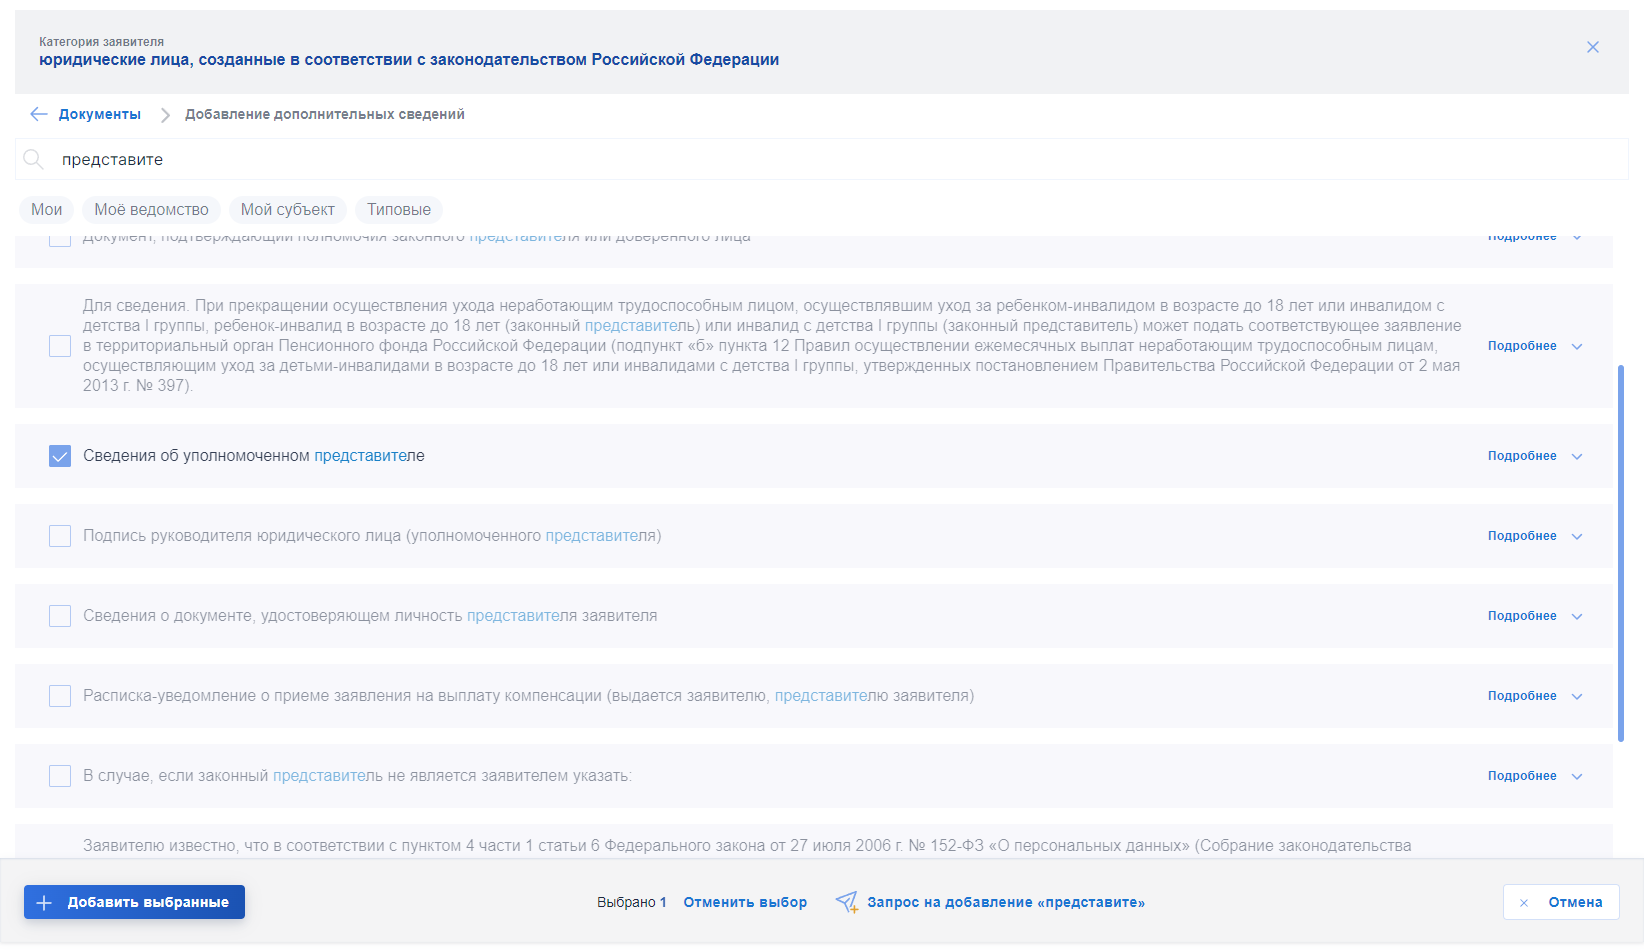 Категория заявителя
юридические лица, созданные в соответствии с законодательством Российской Федерации
Документы
Добавление дополнительных сведений
представите
Мои
Моё ведомство
Мой субъект
Типовые
Документ, подтверждающий полномочия законного представителя или доверенного лица
Подробнее
Для сведения. При прекращении осуществления ухода неработающим трудоспособным лицом, осуществлявшим уход за ребенком-инвалидом в возрасте до 18 лет или инвалидом с
детства I группы, ребенок-инвалид в возрасте до 18 лет (законный представитель) или инвалид с детства I группы (законный представитель) может подать соответствующее заявление
в территориальный орган Пенсионного фонда Российской Федерации (подпункт «б» пункта 12 Правил осуществлении ежемесячных выплат неработающим трудоспособным лицам,
осуществляющим уход за детьми-инвалидами в возрасте до 18 лет или инвалидами с детства I группы, утвержденных постановлением Правительства Российской Федерации от 2 мая
2013 г. № 397).
Подробнее
Сведения об уполномоченном представителе
Подробнее
Подпись руководителя юридического лица (уполномоченного представителя)
Подробнее
Сведения о документе, удостоверяющем личность представителя заявителя
Подробнее
Расписка-уведомление о приеме заявления на выплату компенсации (выдается заявителю, представителю заявителя)
Подробнее
В случае, если законный представитель не является заявителем указать:
Подробнее
Заявителю известно, что в соответствии с пунктом 4 части 1 статьи 6 Федерального закона от 27 июля 2006 г. № 152-ФЗ «О персональных данных» (Собрание законодательства
Добавить выбранные
Выбрано 1
Отменить выбор
Запрос на добавление «представите»
Отмена